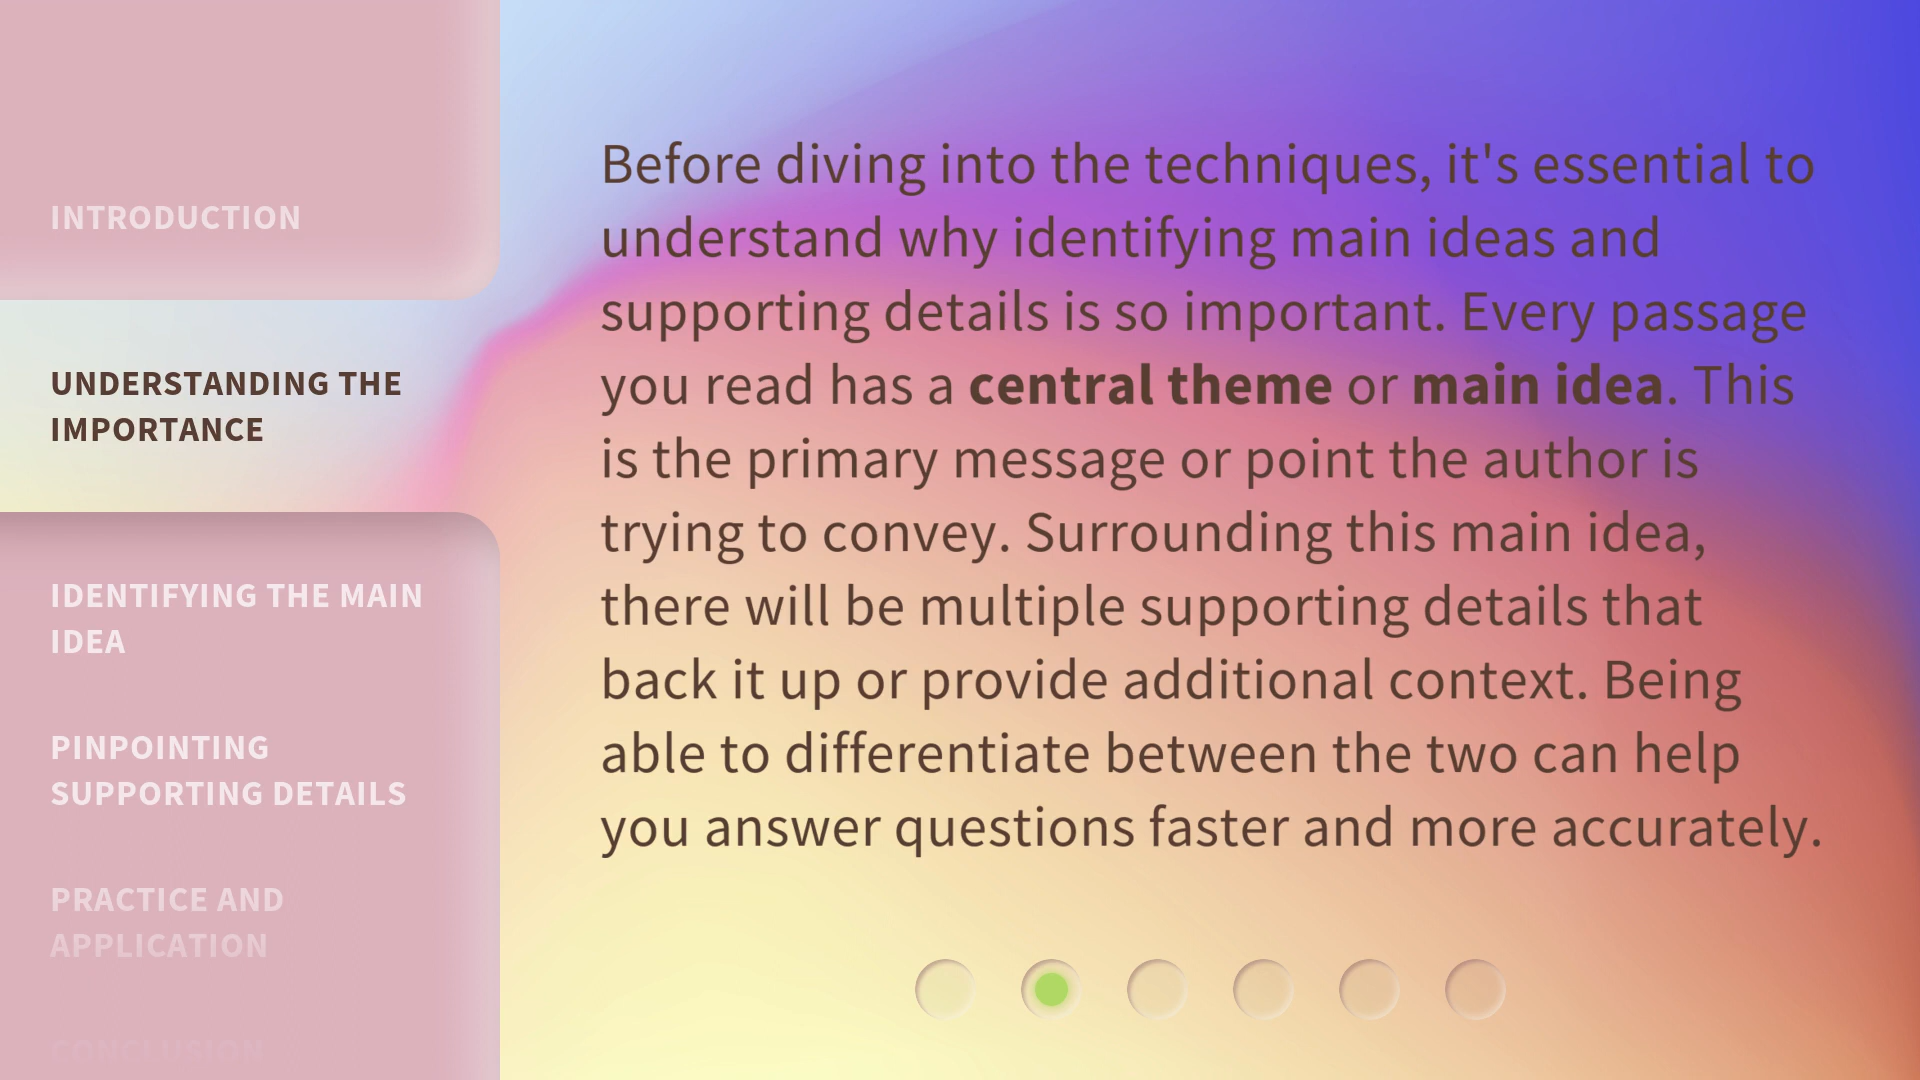 INTRODUCTION
UNDERSTANDING THE
IMPORTANCE
IDENTIFYING THE MAIN
IDEA
PINPOINTING
SUPPORTING DETAILS
PRACTICE AND
APPLICATION
CONCLUSION
Before diving into the techniques, it's essential to
understand why identifying main ideas and
supporting details is so important. Every passage
you read has a central theme or main idea. This
is the primary message or point the author is
trying to convey. Surrounding this main idea,
there will be multiple supporting details that
back it up or provide additional context. Being
able to differentiate between the two can help
you answer questions faster and more accurately.